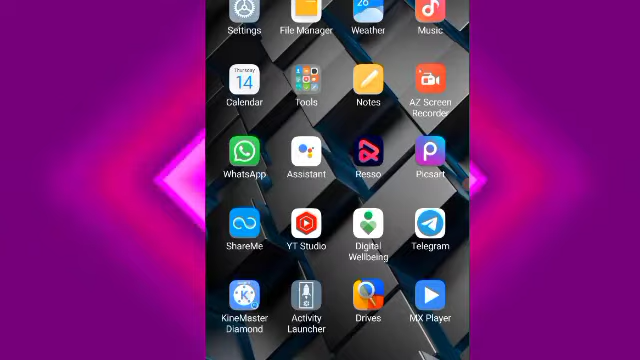 Settings
File Manager
Weather
Music
26
Thursday
14
Calendar
Tools
Notes
AZ Screen
Recorder
WhatsApp
Assistant
Resso
Picsart
ShareMe
YT Studio
Digital
Wellbeing
Telegram
KineMaster
Diamond
Activity
Launcher
Drives
MX Player